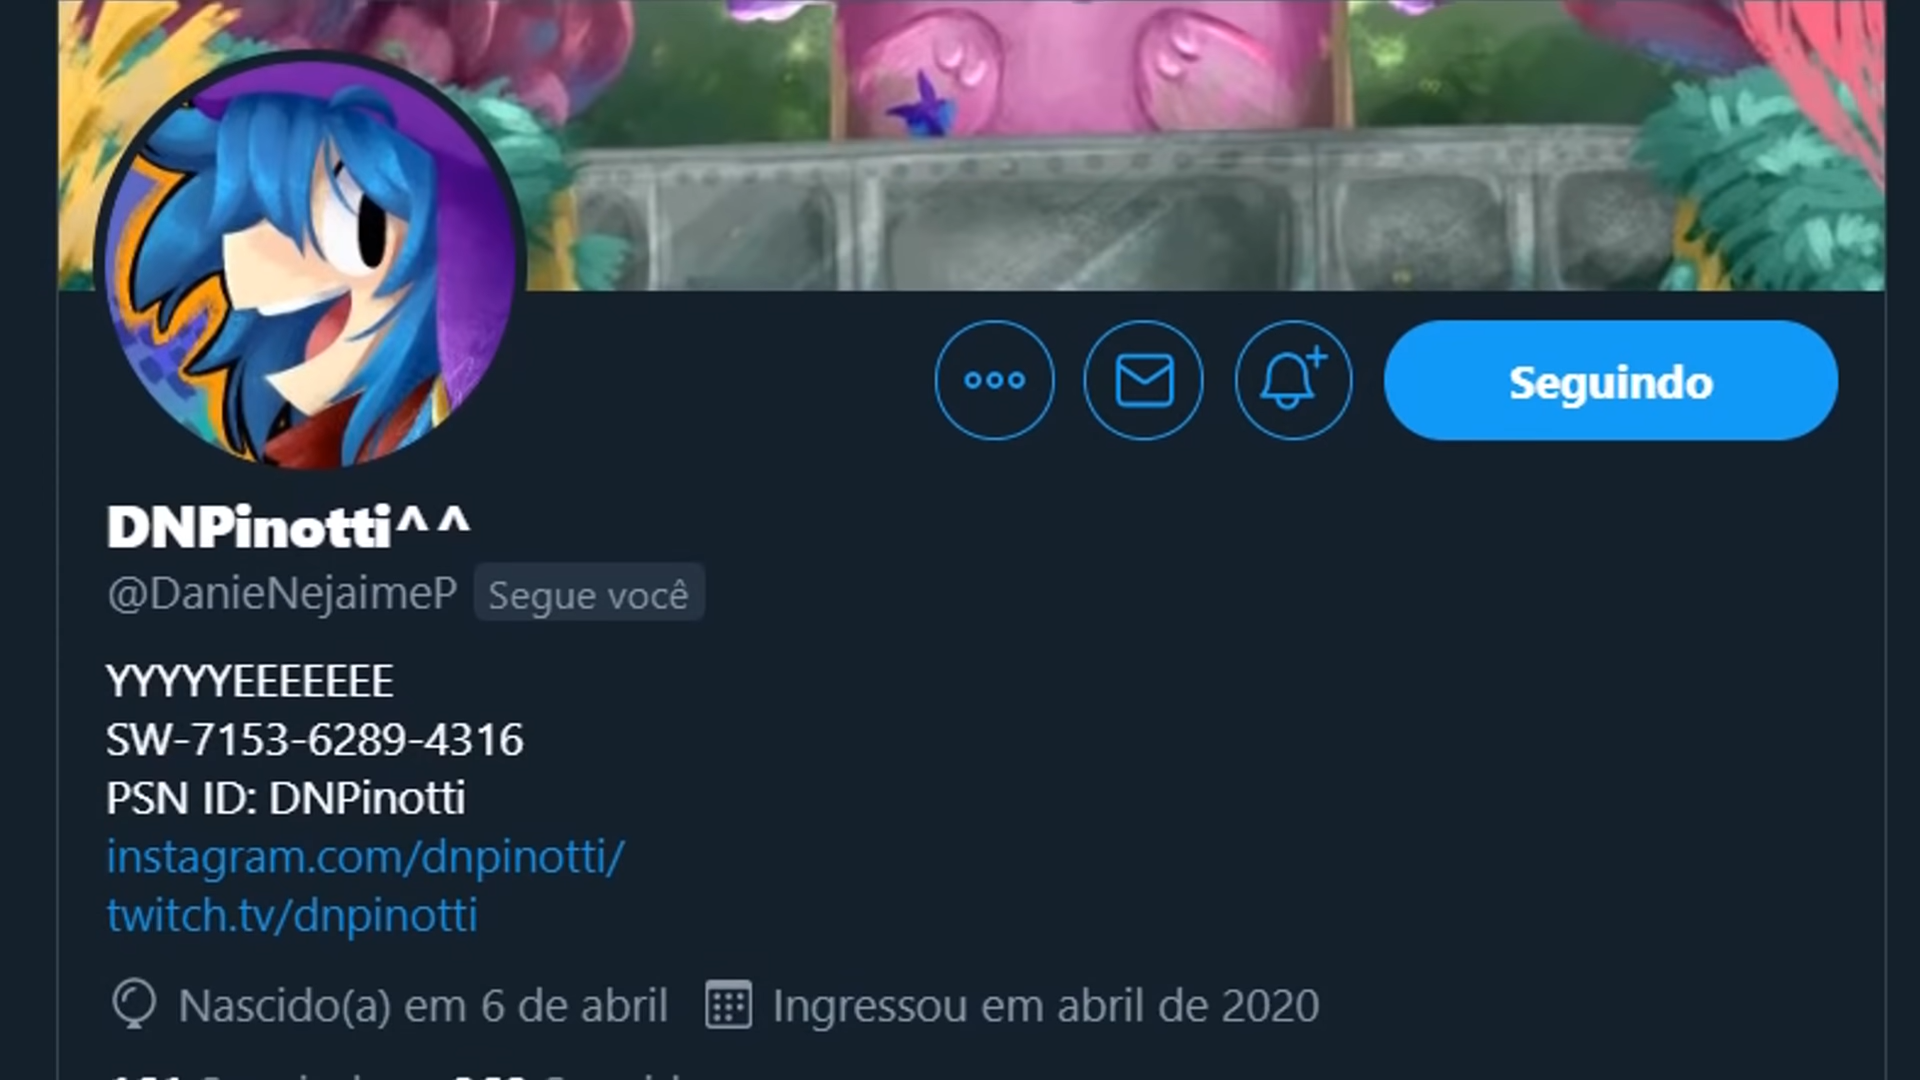 Seguindo
DNPinotti^^
@DanieNejaimeP Segue você
YYYYYEEEEEEE
SW-7153-6289-4316
PSN ID: DNPinotti
instagram.com/dnpinotti/
twitch.tv/dnpinotti
Nascido(a) em 6 de abril Ingressou em abril de 2020